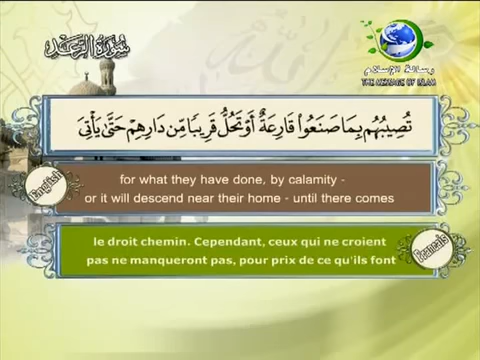 سورة الرعد
رسالة الإسلام
THE MESSAGE OF ISLAM
تُصِيبُهُم بِمَا صَنَعُوا۟ قَارِعَةٌ أَوْ تَحُلُّ قَرِيبًا مِّن دَارِهِمْ حَتَّىٰ يَأْتِىَ
English
for what they have done, by calamity -
or it will descend near their home - until there comes
le droit chemin. Cependant, ceux qui ne croient
pas ne manqueront pas, pour prix de ce qu'ils font
Francais